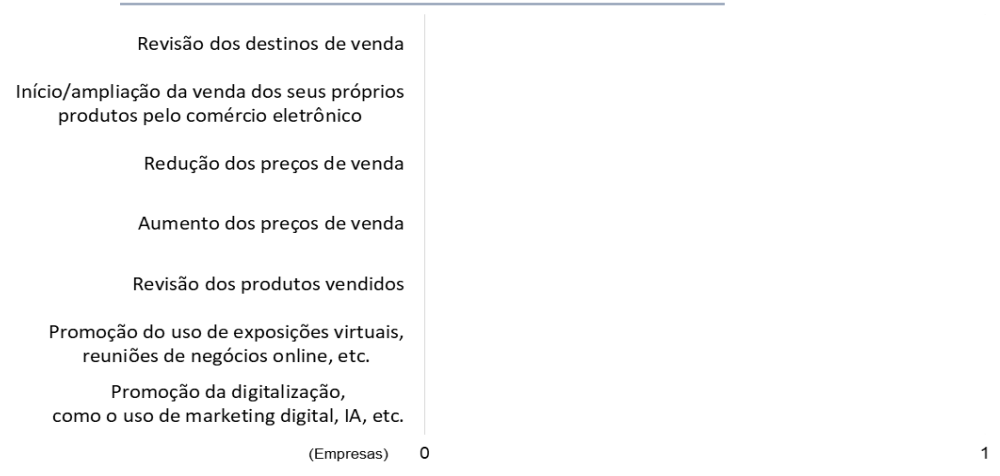 Revisão dos destinos de venda
Início/ampliação da venda dos seus próprios
produtos pelo comércio eletrônico
Redução dos preços de venda
Aumento dos preços de venda
Revisão dos produtos vendidos
Promoção do uso de exposições virtuais,
reuniões de negócios online, etc.
Promoção da digitalização,
como o uso de marketing digital, IA, etc.
(Empresas) 0 1